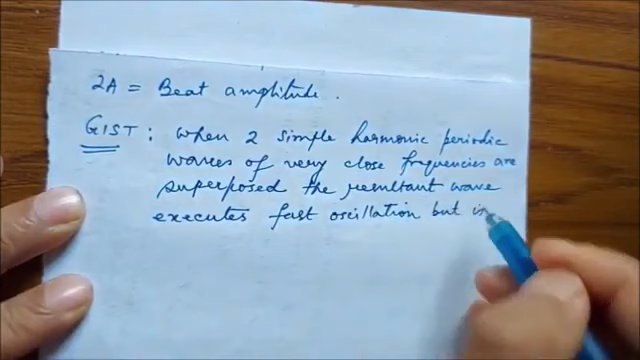 2A = Beat amplitude.
GIST: when 2 simple harmonic periodic
waves of very close frequencies are
superposed the resultant wave
executes fast oscillation but